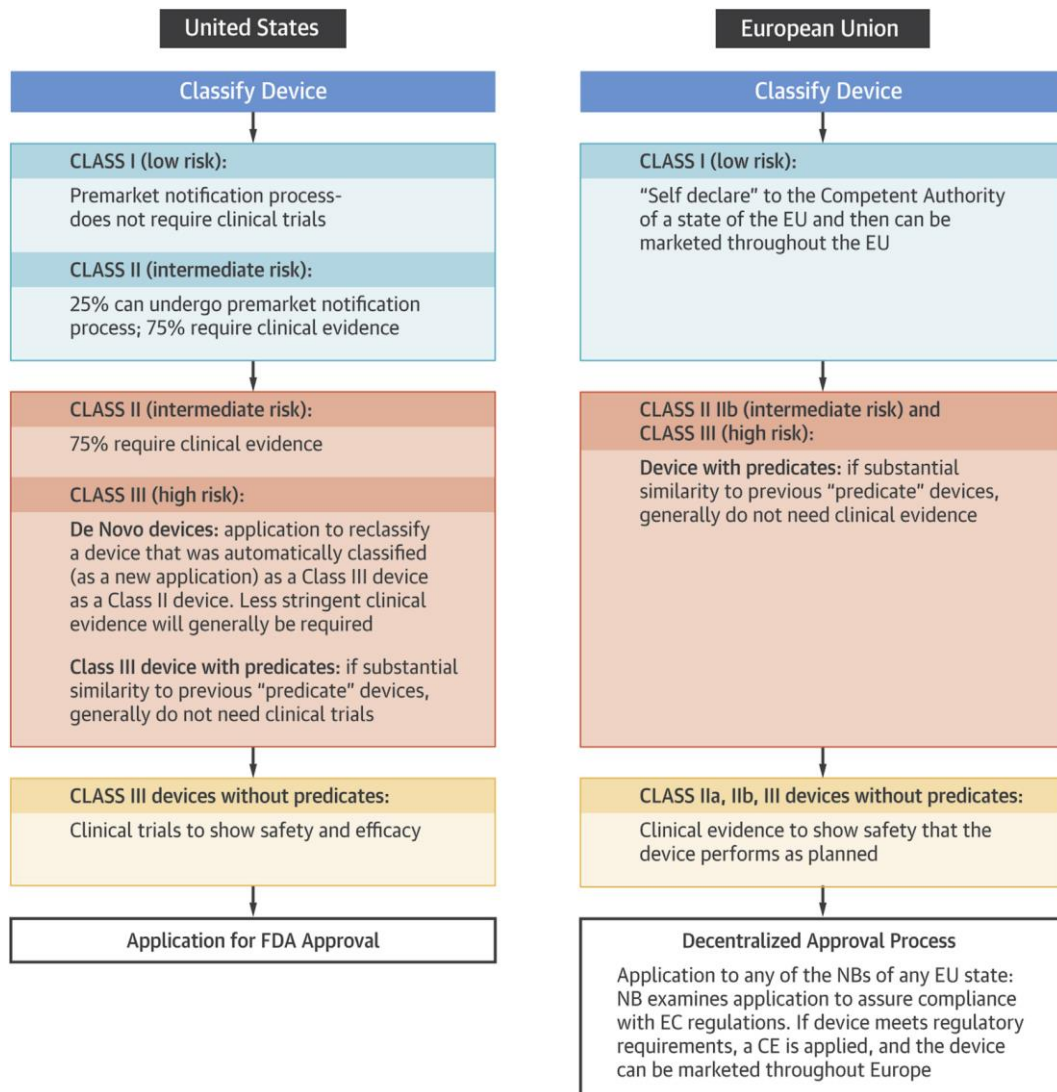 United States
Classify Device
CLASS I (low risk):
Premarket notification process-
does not require clinical trials
CLASS II (intermediate risk):
25% can undergo premarket notification
process; 75% require clinical evidence
CLASS II (intermediate risk):
75% require clinical evidence
CLASS III (high risk):
De Novo devices: application to reclassify
a device that was automatically classified
(as a new application) as a Class III device
as a Class II device. Less stringent clinical
evidence will generally be required
Class III device with predicates: if substantial
similarity to previous “predicate” devices,
generally do not need clinical trials
CLASS III devices without predicates:
Clinical trials to show safety and efficacy
Application for FDA Approval
European Union
Classify Device
CLASS I (low risk):
“Self declare” to the Competent Authority
of a state of the EU and then can be
marketed throughout the EU
CLASS II IIb (intermediate risk) and
CLASS III (high risk):
Device with predicates: if substantial
similarity to previous “predicate” devices,
generally do not need clinical evidence
CLASS IIa, IIb, III devices without predicates:
Clinical evidence to show safety that the
device performs as planned
Decentralized Approval Process
Application to any of the NBs of any EU state:
NB examines application to assure compliance
with EC regulations. If device meets regulatory
requirements, a CE is applied, and the device
can be marketed throughout Europe